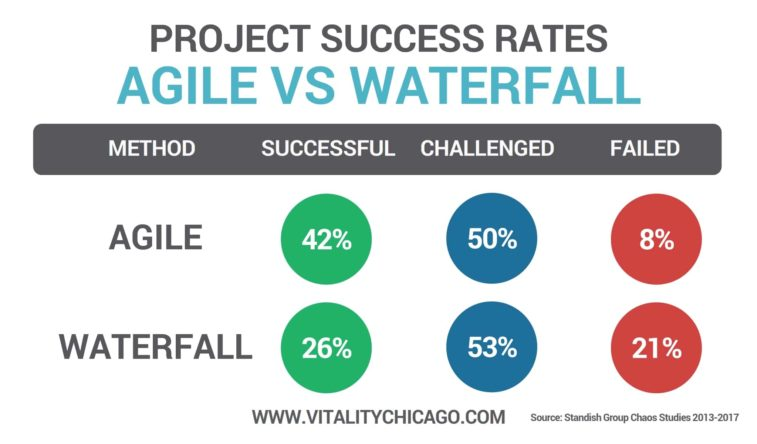 PROJECT SUCCESS RATES
AGILE VS WATERFALL
METHOD SUCCESSFUL CHALLENGED FAILED
AGILE 42% 50% 8%
WATERFALL 26% 53% 21%
WWW.VITALITYCHICAGO.COM Source: Standish Group Chaos Studies 2013-2017